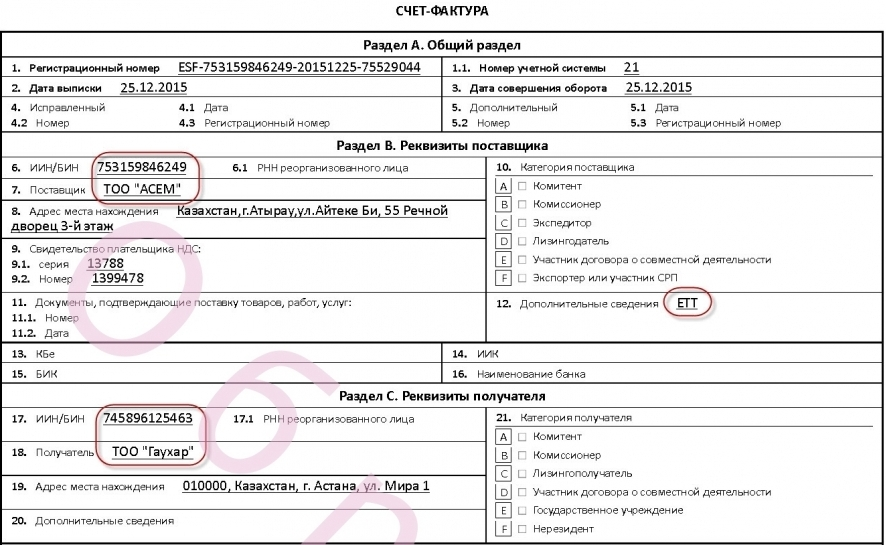 СЧЕТ-ФАКТУРА
Раздел А. Общий раздел
1. Регистрационный номер ESF-753159846249-20151225-75529044 1.1. Номер учетной системы 21
2. Дата выписки 25.12.2015 3. Дата совершения оборота 25.12.2015
4. Исправленный 4.1 Дата 5. Дополнительный 5.1 Дата
4.2 Номер 4.3 Регистрационный номер 5.2 Номер 5.3 Регистрационный номер
Раздел В. Реквизиты поставщика
6. ИИН/БИН 753159846249 6.1 РНН реорганизованного лица
7. Поставщик ТОО "АСЕМ"
8. Адрес места нахождения Казахстан,г.Атырау,ул.Айтеке Би, 55 Речной
дворец 3-й этаж
9. Свидетельство плательщика НДС:
9.1. серия 13788
9.2. Номер 1399478
10. Категория поставщика
A Комитент
B Комиссионер
C Экспедитор
D Лизингодатель
E Участник договора о совместной деятельности
F Экспортер или участник СРП
11. Документы, подтверждающие поставку товаров, работ, услуг:
11.1. Номер
11.2. Дата
12. Дополнительные сведения ЕТТ
13. КБе 14. ИИК
15. БИК 16. Наименование банка
Раздел С. Реквизиты получателя
17. ИИН/БИН 745896125463 17.1 РНН реорганизованного лица
18. Получатель ТОО "Гаухар"
19. Адрес места нахождения 010000, Казахстан, г. Астана, ул. Мира 1
20. Дополнительные сведения
21. Категория получателя
A Комитент
B Комиссионер
C Лизингополучатель
D Участник договора о совместной деятельности
E Государственное учреждение
F Нерезидент